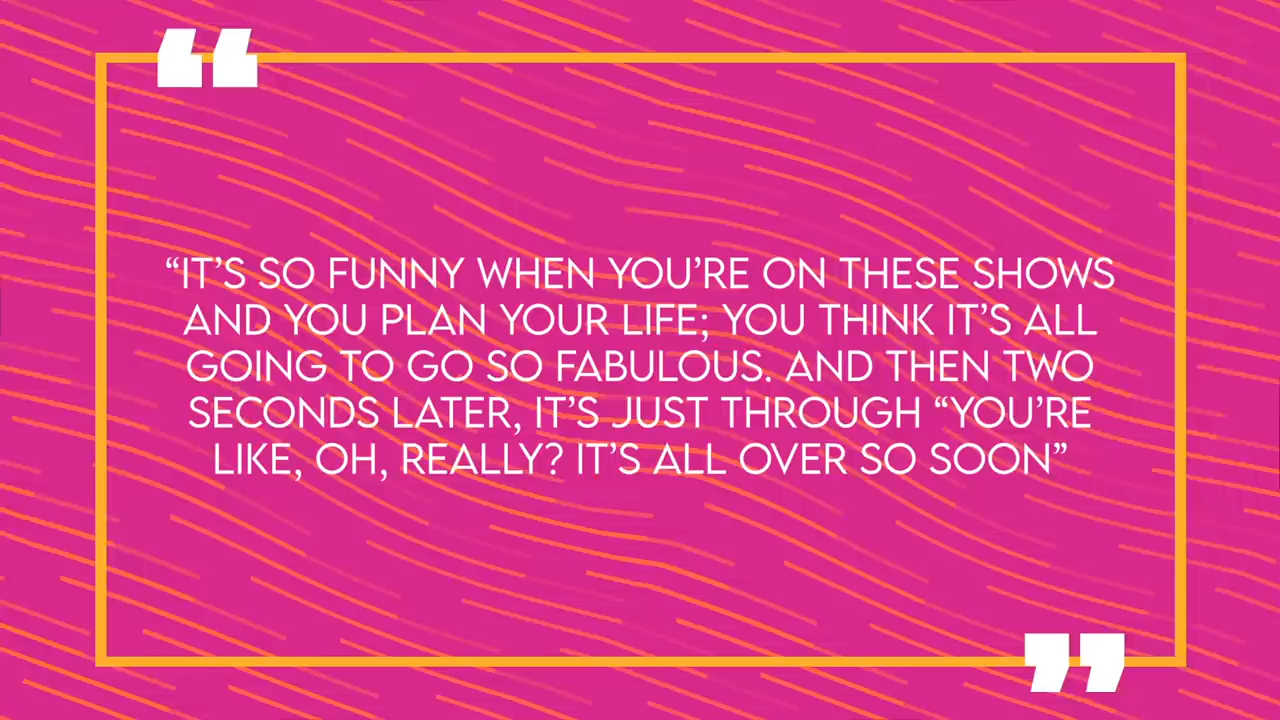 “IT’S SO FUNNY WHEN YOU’RE ON THESE SHOWS
AND YOU PLAN YOUR LIFE; YOU THINK IT’S ALL
GOING TO GO SO FABULOUS. AND THEN TWO
SECONDS LATER, IT’S JUST THROUGH “YOU’RE
LIKE, OH, REALLY? IT’S ALL OVER SO SOON”